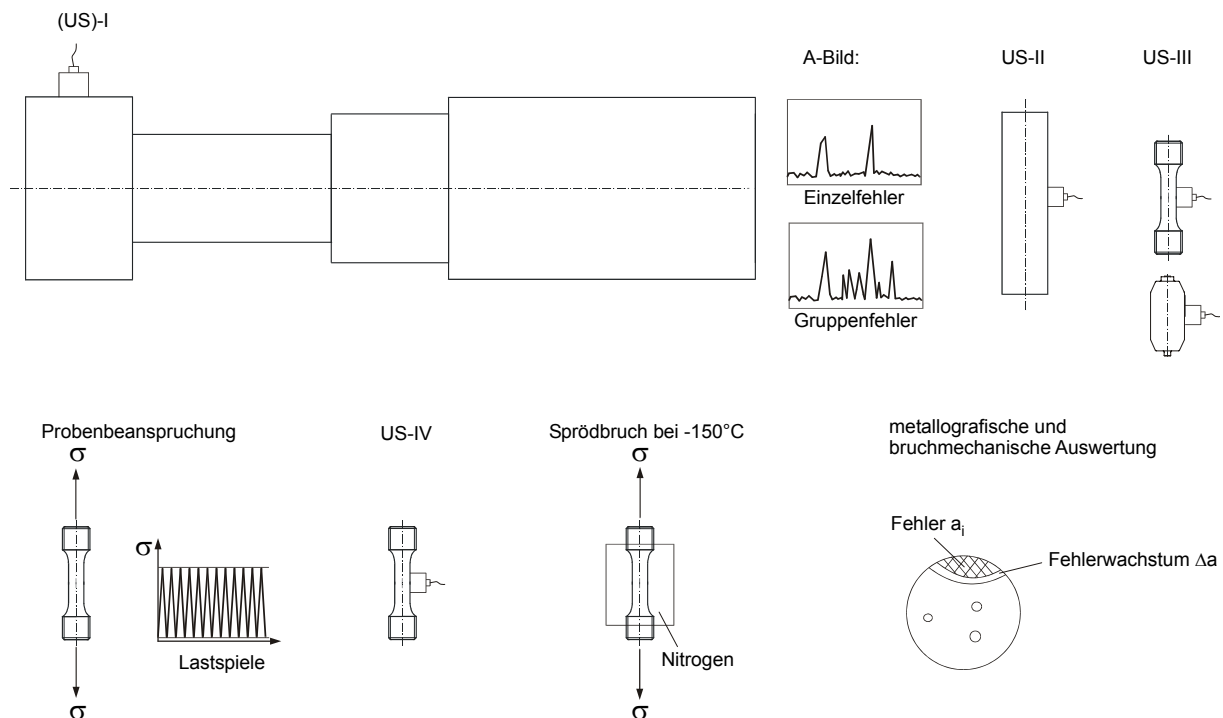 (US)-I
A-Bild:
US-II
US-III
Einzelfehler
Gruppenfehler
Probenbeanspruchung
σ
σ
Lastspiele
σ
US-IV
Sprödbruch bei -150°C
σ
Nitrogen
σ
metallografische und
bruchmechanische Auswertung
Fehler aᵢ
Fehlerwachstum Δa